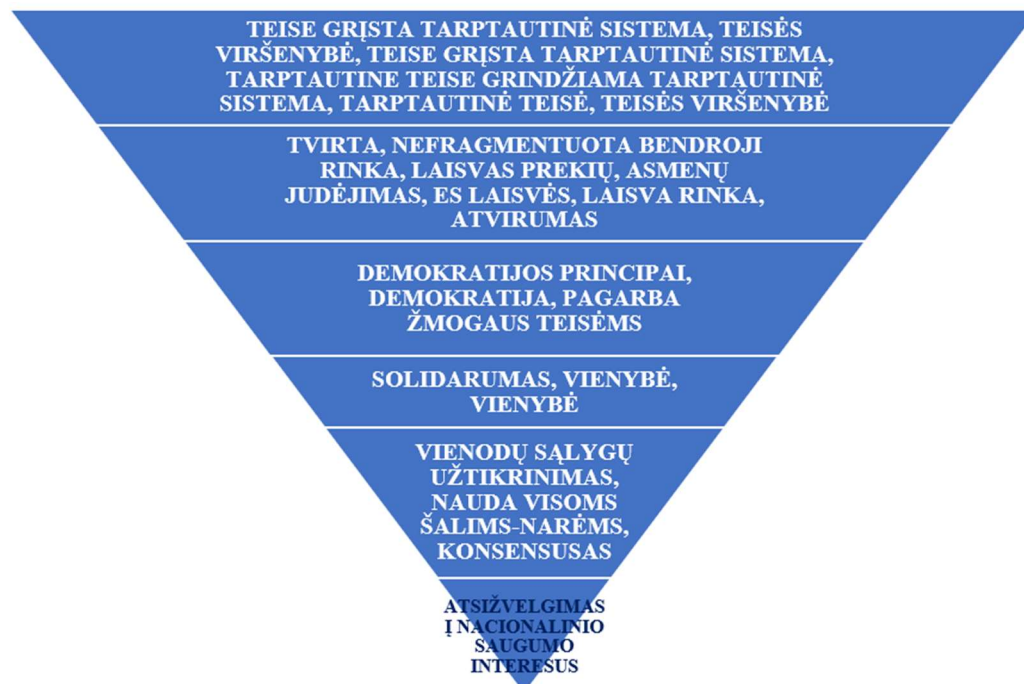 TEISE GRĮSTA TARPTAUTINĖ SISTEMA, TEISĖS
VIRŠENYBĖ, TEISE GRĮSTA TARPTAUTINĖ SISTEMA,
TARPTAUTINE TEISE GRINDŽIAMA TARPTAUTINĖ
SISTEMA, TARPTAUTINĖ TEISĖ, TEISĖS VIRŠENYBĖ
TVIRTA, NEFRAGMENTUOTA BENDROJI
RINKA, LAISVAS PREKIŲ, ASMENŲ
JUDĖJIMAS, ES LAISVĖS, LAISVA RINKA,
ATVIRUMAS
DEMOKRATIJOS PRINCIPAI,
DEMOKRATIJA, PAGARBA
ŽMOGAUS TEISĖMS
SOLIDARUMAS, VIENYBĖ,
VIENYBĖ
VIENODŲ SĄLYGŲ
UŽTIKRINIMAS,
NAUDA VISOMS
ŠALIMS-NARĖMS,
KONSENSUSAS
ATSIŽVELGIMAS
Į NACIONALINIO
SAUGUMO
INTERESUS